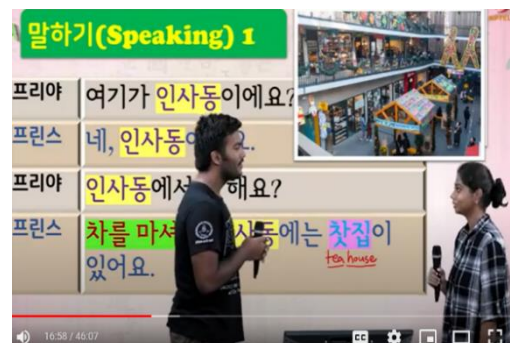 말하기(Speaking) 1
프리야 여기가 인사동이에요?
프린스 네, 인사동
프리야 인사동에서 해요?
프린스 차를 마셔 사동에는 찻집이
tea house
있어요.
16:58 / 46:07